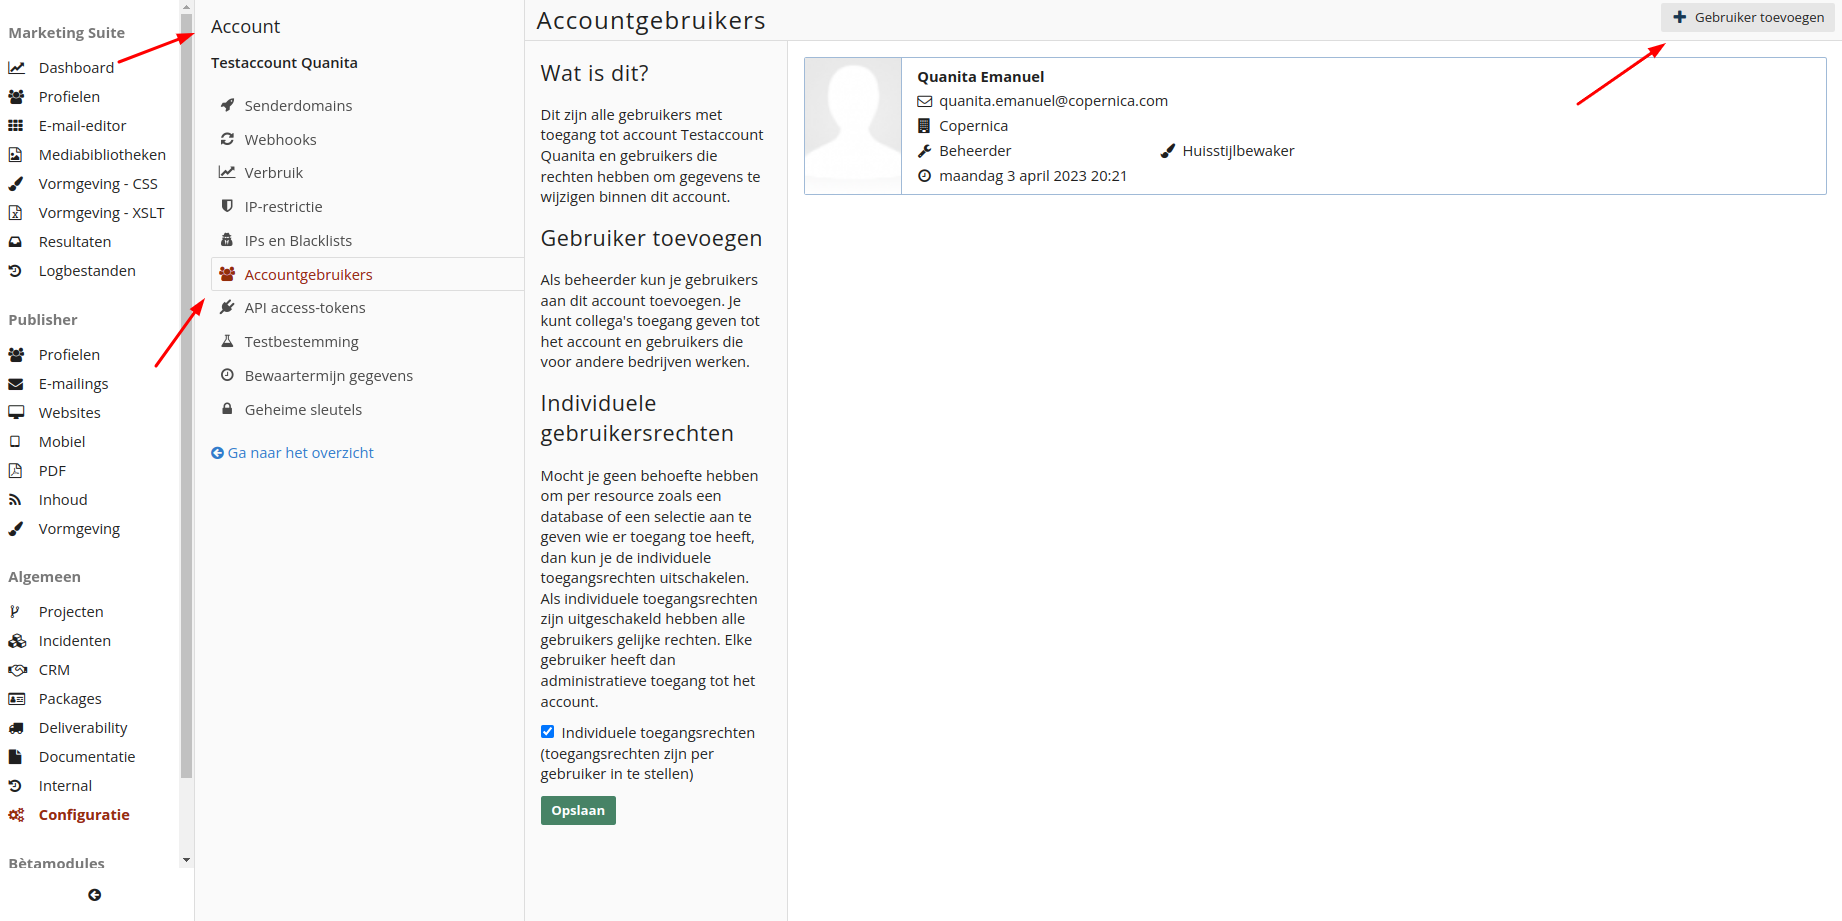 Marketing Suite
Dashboard
Profielen
E-mail-editor
Mediabibliotheken
Vormgeving - CSS
Vormgeving - XSLT
Resultaten
Logbestanden
Publisher
Profielen
E-mailings
Websites
Mobiel
PDF
Inhoud
Vormgeving
Algemeen
Projecten
Incidenten
CRM
Packages
Deliverability
Documentatie
Internal
Configuratie
Bètamodules
Account
Testaccount Quanita
Senderdomains
Webhooks
Verbruik
IP-restrictie
IPs en Blacklists
Accountgebruikers
API access-tokens
Testbestemming
Bewaartermijn gegevens
Geheime sleutels
Ga naar het overzicht
Accountgebruikers
Gebruiker toevoegen
Wat is dit?
Dit zijn alle gebruikers met
toegang tot account Testaccount
Quanita en gebruikers die
rechten hebben om gegevens te
wijzigen binnen dit account.
Gebruiker toevoegen
Als beheerder kun je gebruikers
aan dit account toevoegen. Je
kunt collega's toegang geven tot
het account en gebruikers die
voor andere bedrijven werken.
Individuele
gebruikersrechten
Mocht je geen behoefte hebben
om per resource zoals een
database of een selectie aan te
geven wie er toegang toe heeft,
dan kun je de individuele
toegangsrechten uitschakelen.
Als individuele toegangsrechten
zijn uitgeschakeld hebben alle
gebruikers gelijke rechten. Elke
gebruiker heeft dan
administratieve toegang tot het
account.
Individuele toegangsrechten
(toegangsrechten zijn per
gebruiker in te stellen)
Opslaan
Quanita Emanuel
quanita.emanuel@copernica.com
Copernica
Beheerder
Huisstijlbewaker
maandag 3 april 2023 20:21